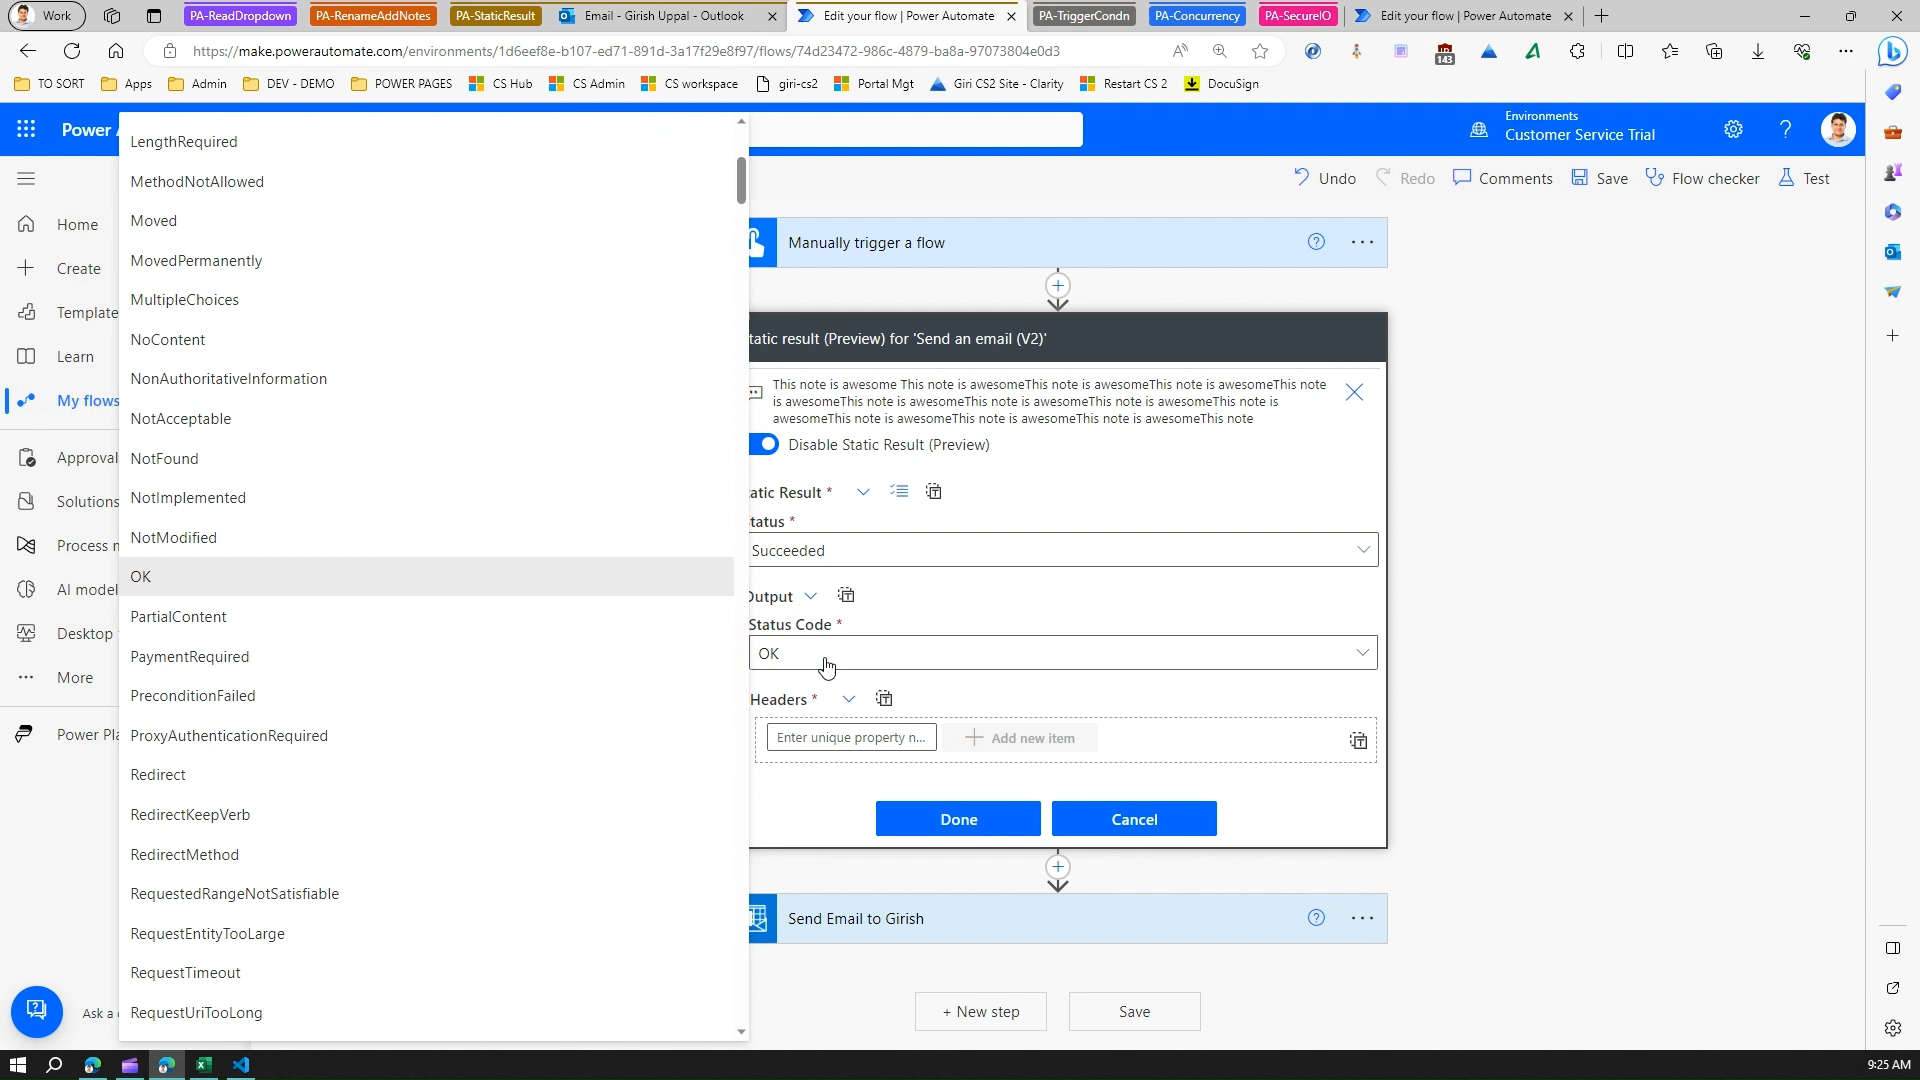 Work
PA-ReadDropdown
PA-RenameAddNotes
PA-StaticResult
Email - Girish Uppal - Outlook
Edit your flow | Power Automate
PA-TriggerCondn
PA-Concurrency
PA-SecureIO
Edit your flow | Power Automate
https://make.powerautomate.com/environments/1d6eef8e-b107-ed71-891d-3a17f29e8f97/flows/74d23472-986c-4879-ba8a-97073804e0d3
143
TO SORT
Apps
Admin
DEV - DEMO
POWER PAGES
CS Hub
CS Admin
CS workspace
giri-cs2
Portal Mgt
Giri CS2 Site - Clarity
Restart CS 2
DocuSign
Power A
Environments
Customer Service Trial
Undo
Redo
Comments
Save
Flow checker
Test
Home
Create
Template
Learn
My flows
Approval
Solutions
Process m
AI model
Desktop
More
Power Pla
Ask a
LengthRequired
MethodNotAllowed
Moved
MovedPermanently
MultipleChoices
NoContent
NonAuthoritativeInformation
NotAcceptable
NotFound
NotImplemented
NotModified
OK
PartialContent
PaymentRequired
PreconditionFailed
ProxyAuthenticationRequired
Redirect
RedirectKeepVerb
RedirectMethod
RequestedRangeNotSatisfiable
RequestEntityTooLarge
RequestTimeout
RequestUriTooLong
Manually trigger a flow
tatic result (Preview) for 'Send an email (V2)'
This note is awesome This note is awesomeThis note is awesomeThis note is awesomeThis note
is awesomeThis note is awesomeThis note is awesomeThis note is awesomeThis note is
awesomeThis note is awesomeThis note is awesomeThis note is awesomeThis note
Disable Static Result (Preview)
tatic Result *
tatus *
Succeeded
Output
Status Code *
OK
Headers *
Enter unique property n...
Add new item
Done
Cancel
Send Email to Girish
+ New step
Save
9:25 AM